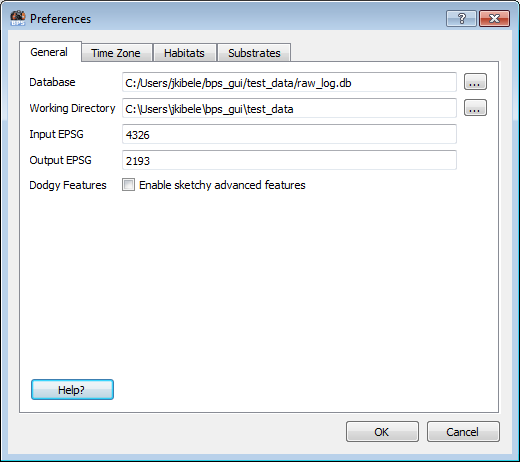 Preferences
General Time Zone Habitats Substrates
Database C:/Users/jkibele/bps_gui/test_data/raw_log.db ...
Working Directory C:\Users\jkibele\bps_gui\test_data ...
Input EPSG 4326
Output EPSG 2193
Dodgy Features Enable sketchy advanced features
Help?
OK Cancel